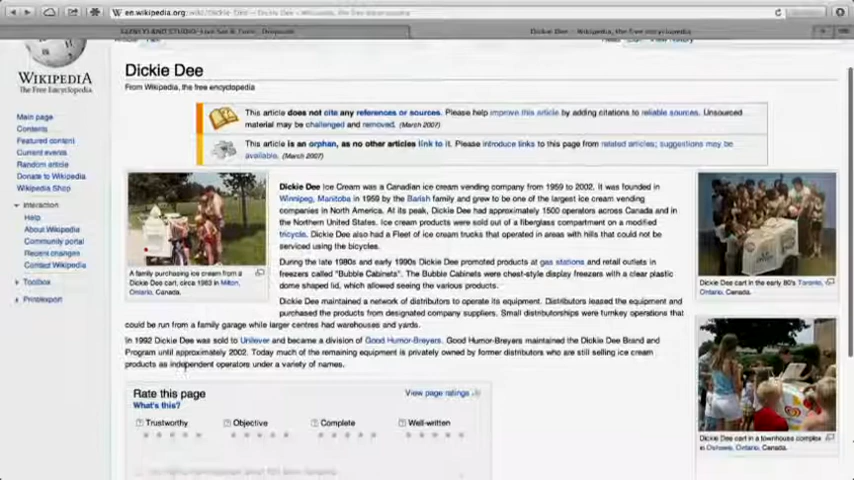 en.wikipedia.org
Dickie Dee – Wikipedia, the free encyclopedia
WIKIPEDIA
The Free Encyclopedia
Main page
Contents
Featured content
Current events
Random article
Donate to Wikipedia
Wikipedia Shop
Interaction
Help
About Wikipedia
Community portal
Recent changes
Contact Wikipedia
Toolbox
Print/export
Dickie Dee
From Wikipedia, the free encyclopedia
This article does not cite any references or sources. Please help improve this article by adding citations to reliable sources. Unsourced
material may be challenged and removed. (March 2007)
This article is an orphan, as no other articles link to it. Please introduce links to this page from related articles; suggestions may be
available. (March 2007)
A family purchasing ice cream from a
Dickie Dee cart, circa 1983 in Milton,
Ontario, Canada.
Dickie Dee Ice Cream was a Canadian ice cream vending company from 1959 to 2002. It was founded in
Winnipeg, Manitoba in 1959 by the Barish family and grew to be one of the largest ice cream vending
companies in North America. At its peak, Dickie Dee had approximately 1500 operators across Canada and in
the Northern United States. Ice cream products were sold out of a fiberglass compartment on a modified
bicycle. Dickie Dee also had a Fleet of ice cream trucks that operated in areas with hills that could not be
serviced using the bicycles.
During the late 1980s and early 1990s Dickie Dee promoted products at gas stations and retail outlets in
freezers called "Bubble Cabinets". The Bubble Cabinets were chest-style display freezers with a clear plastic
dome shaped lid, which allowed seeing the various products.
Dickie Dee maintained a network of distributors to operate its equipment. Distributors leased the equipment and
purchased the products from designated company suppliers. Small distributorships were turnkey operations that
could be run from a family garage while larger centres had warehouses and yards.
In 1992 Dickie Dee was sold to Unilever and became a division of Good Humor-Breyers. Good Humor-Breyers maintained the Dickie Dee Brand and
Program until approximately 2002. Today much of the remaining equipment is privately owned by former distributors who are still selling ice cream
products as independent operators under a variety of names.
Dickie Dee cart in the early 80's Toronto,
Ontario, Canada.
Dickie Dee cart in a townhouse complex
in Oshawa, Ontario, Canada.
Rate this page
View page ratings
What's this?
Trustworthy
Objective
Complete
Well-written